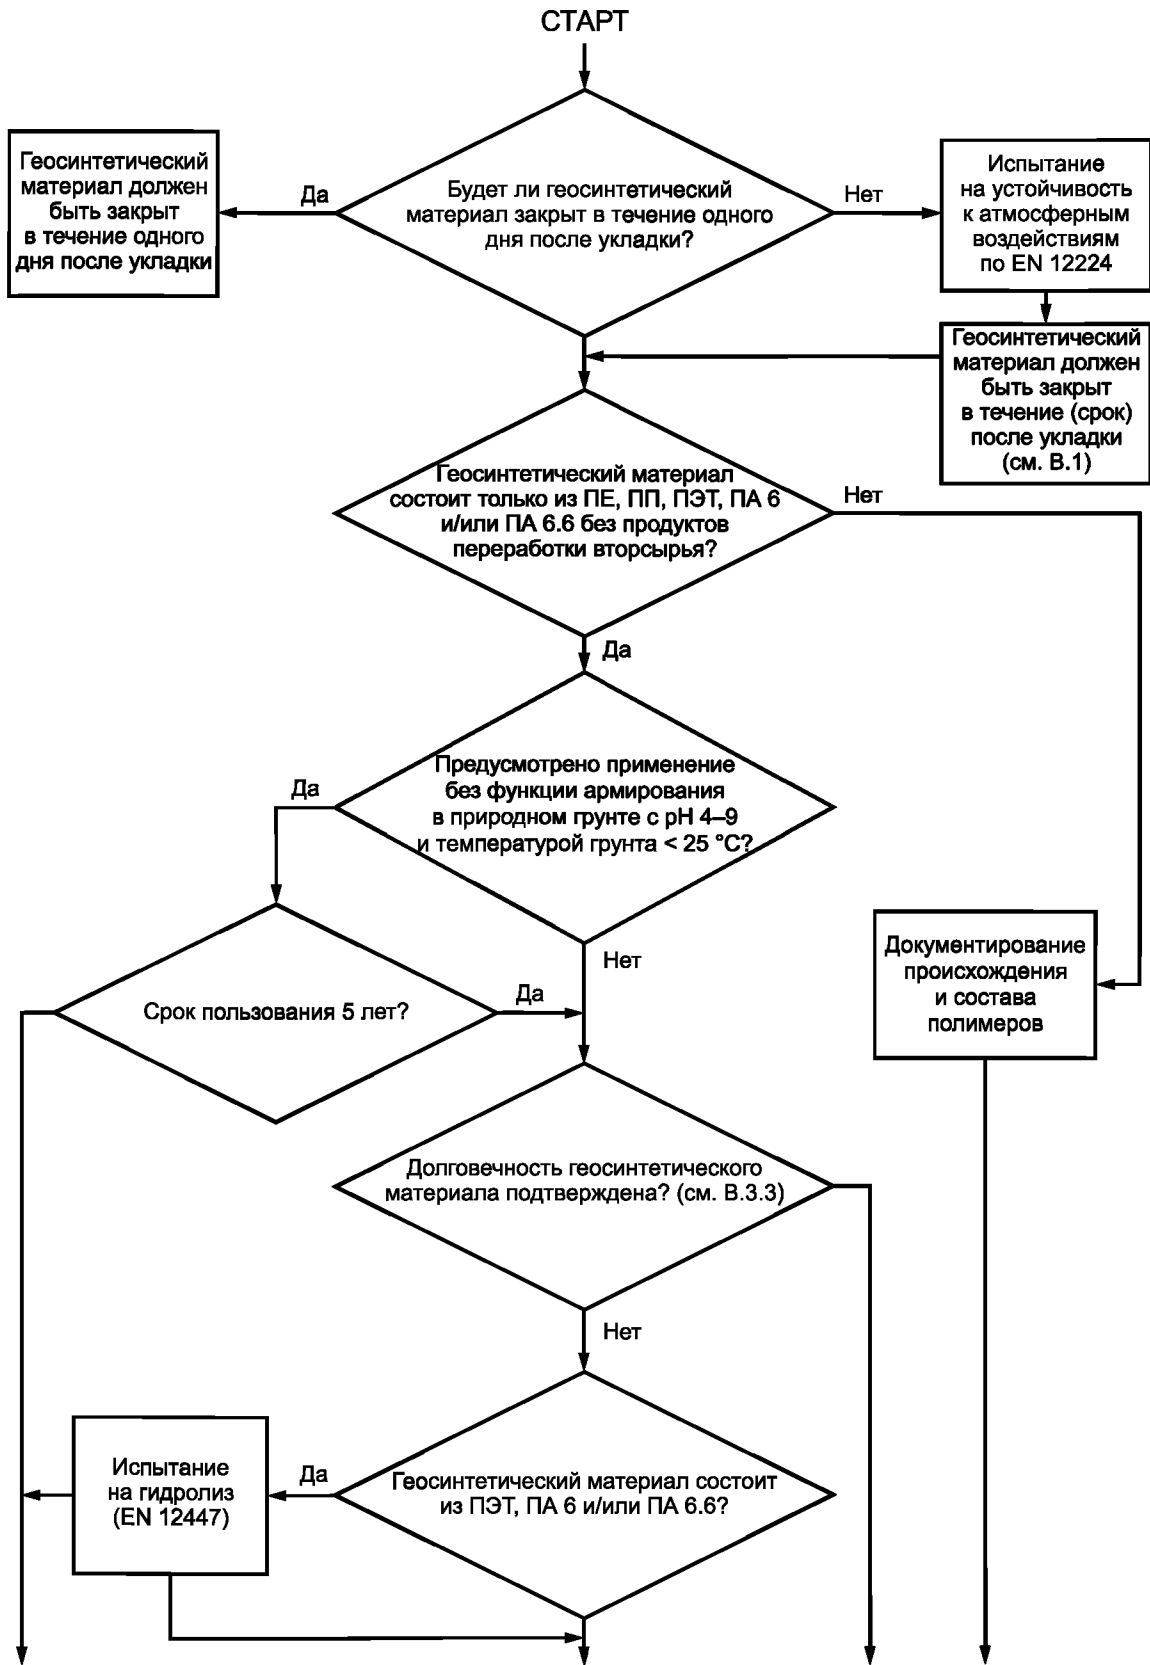 СТАРТ
Геосинтетический
материал должен
быть закрыт
в течение одного
дня после укладки
Да
Будет ли геосинтетический
материал закрыт в течение одного
дня после укладки?
Нет
Испытание
на устойчивость
к атмосферным
воздействиям
по EN 12224
Геосинтетический
материал должен
быть закрыт
в течение (срок)
после укладки
(см. В.1)
Геосинтетический материал
состоит только из ПЕ, ПП, ПЭТ, ПА 6
и/или ПА 6.6 без продуктов
переработки вторсырья?
Нет
Да
Предусмотрено применение
без функции армирования
в природном грунте с pH 4–9
и температурой грунта < 25 °С?
Да
Нет
Документирование
происхождения
и состава
полимеров
Срок пользования 5 лет?
Да
Долговечность геосинтетического
материала подтверждена? (см. В.3.3)
Нет
Испытание
на гидролиз
(EN 12447)
Да
Геосинтетический материал состоит
из ПЭТ, ПА 6 и/или ПА 6.6?